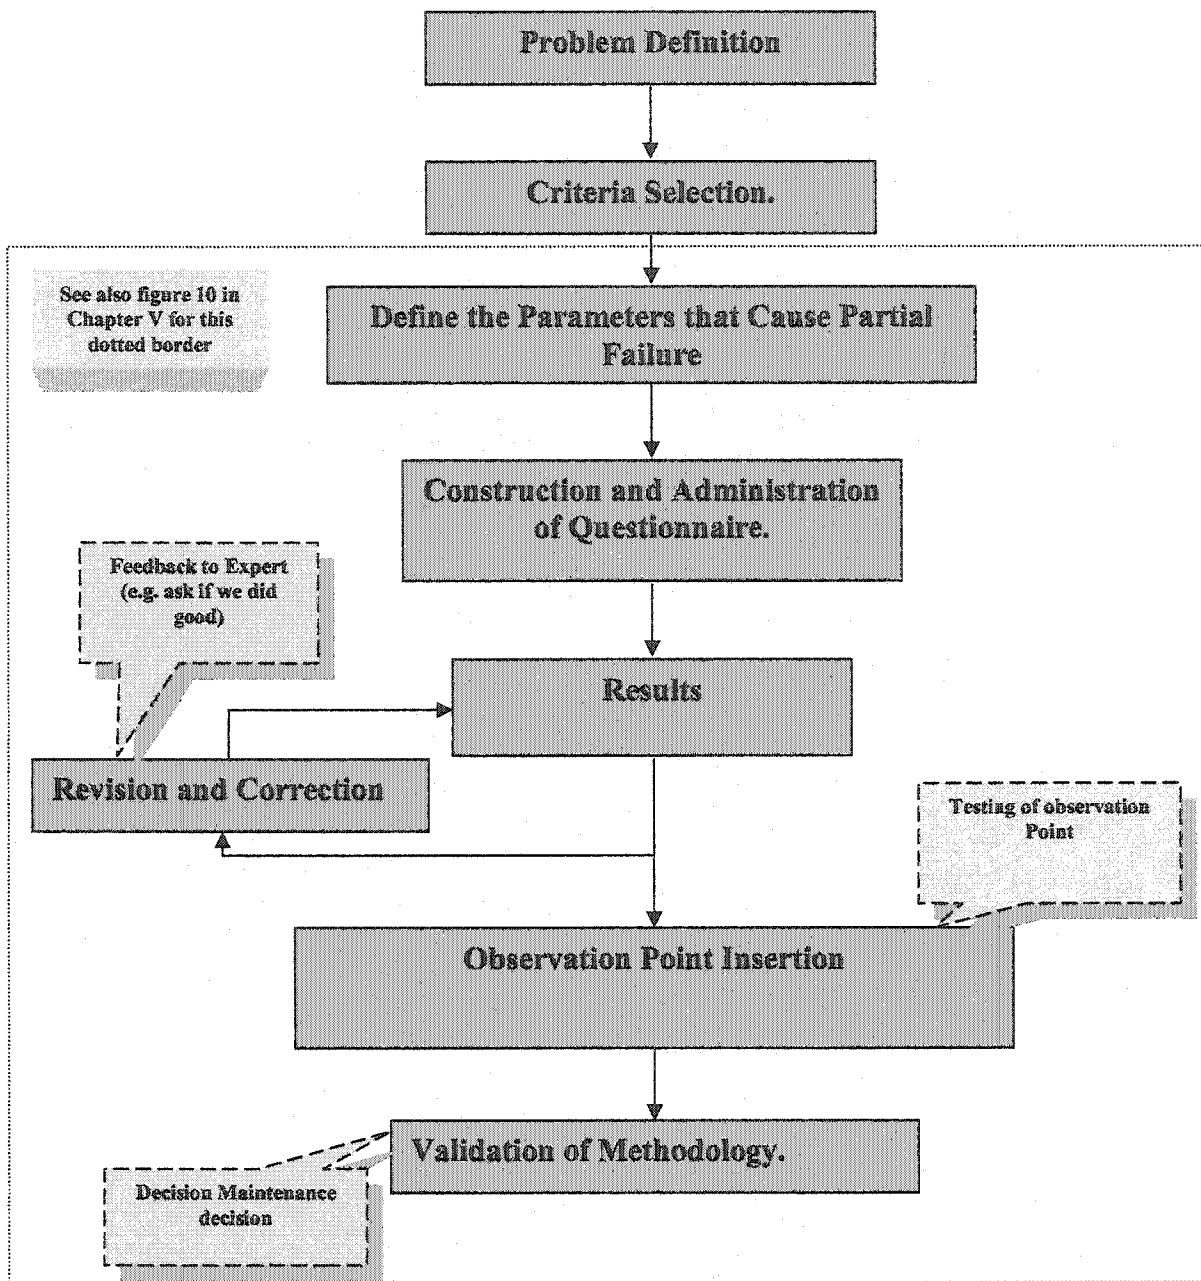 Problem Definition
Criteria Selection.
See also figure 10 in
Chapter V for this
dotted border
Define the Parameters that Cause Partial
Failure
Construction and Administration
of Questionnaire.
Feedback to Expert
(e.g. ask if we did
good)
Results
Revision and Correction
Testing of observation
Point
Observation Point Insertion
Validation of Methodology.
Decision Maintenance
decision